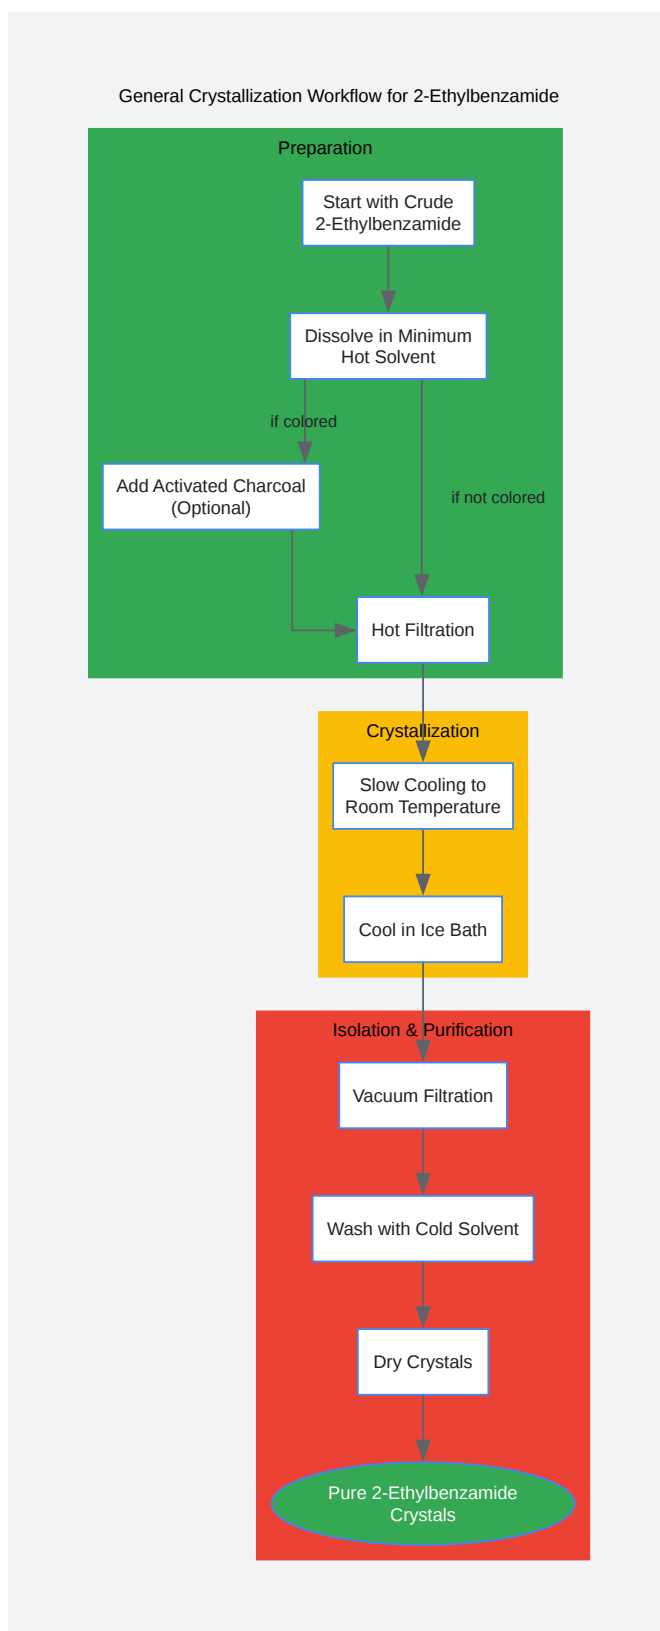 General Crystallization Workflow for 2-Ethylbenzamide
Preparation
Start with Crude
2-Ethylbenzamide
Dissolve in Minimum
Hot Solvent
if colored
Add Activated Charcoal
(Optional)
if not colored
Hot Filtration
Crystallization
Slow Cooling to
Room Temperature
Cool in Ice Bath
Isolation & Purification
Vacuum Filtration
Wash with Cold Solvent
Dry Crystals
Pure 2-Ethylbenzamide
Crystals